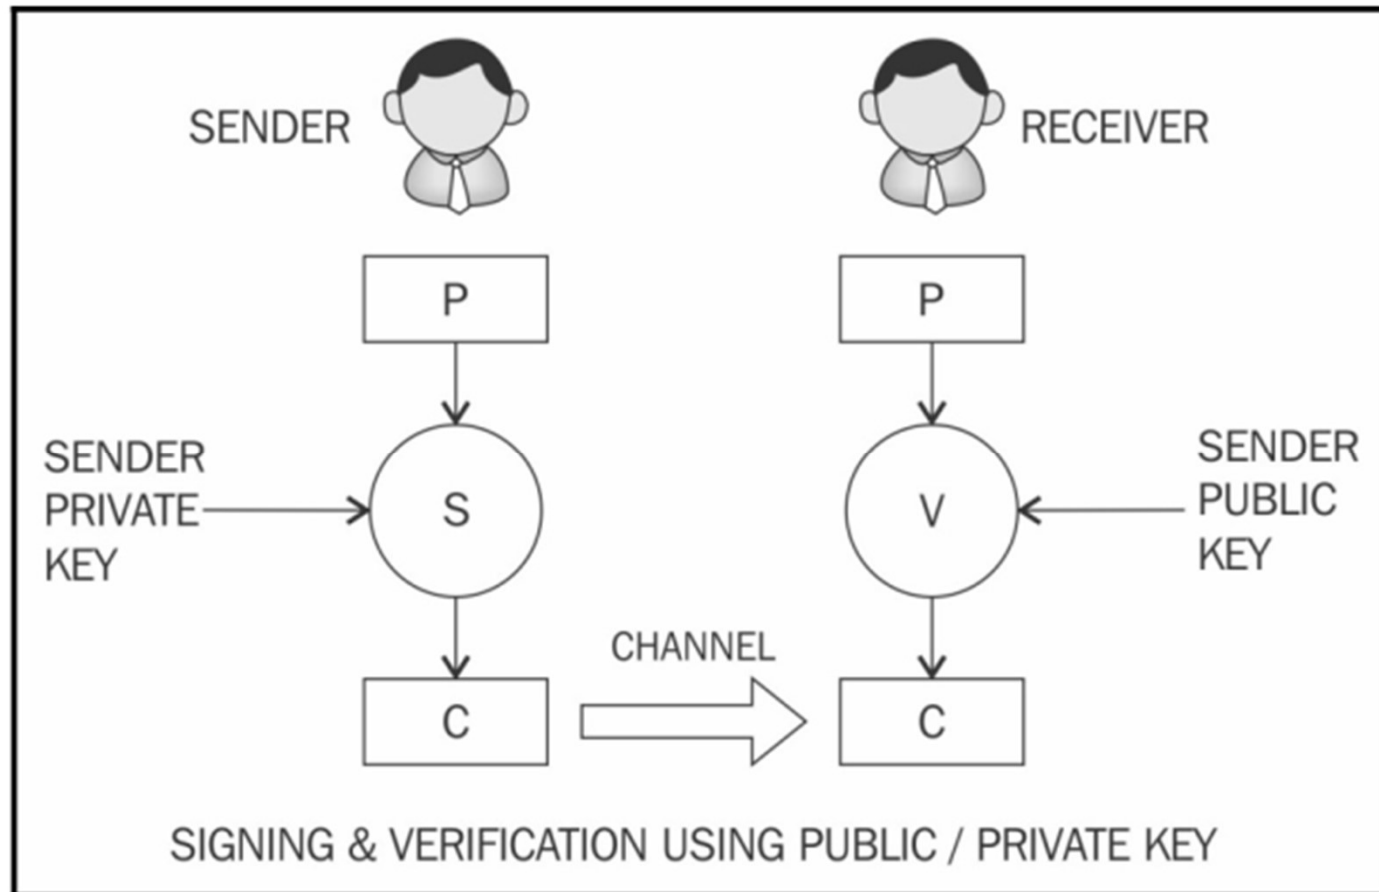 SENDER
RECEIVER
P
P
SENDER
PRIVATE
KEY
S
V
SENDER
PUBLIC
KEY
CHANNEL
C
C
SIGNING & VERIFICATION USING PUBLIC / PRIVATE KEY